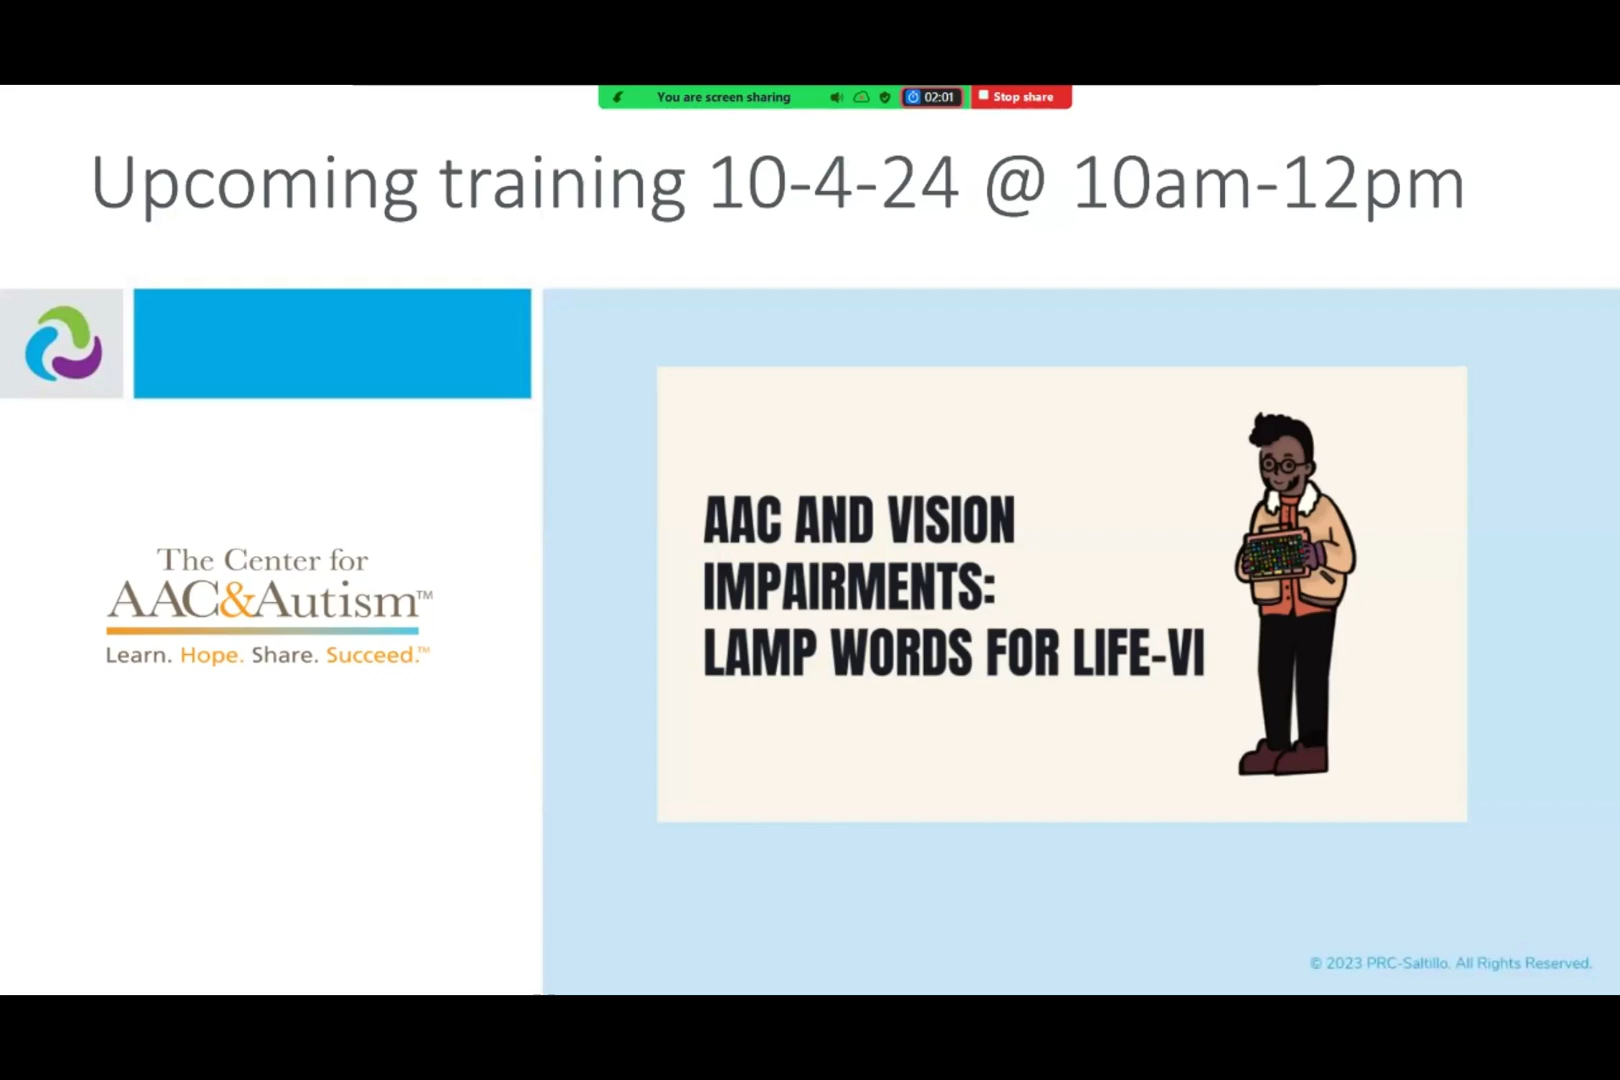 You are screen sharing
02:01
Stop share
Upcoming training 10-4-24 @ 10am-12pm
The Center for
AAC&Autism™
Learn. Hope. Share. Succeed.™
AAC AND VISION
IMPAIRMENTS:
LAMP WORDS FOR LIFE-VI
© 2023 PRC-Saltillo. All Rights Reserved.